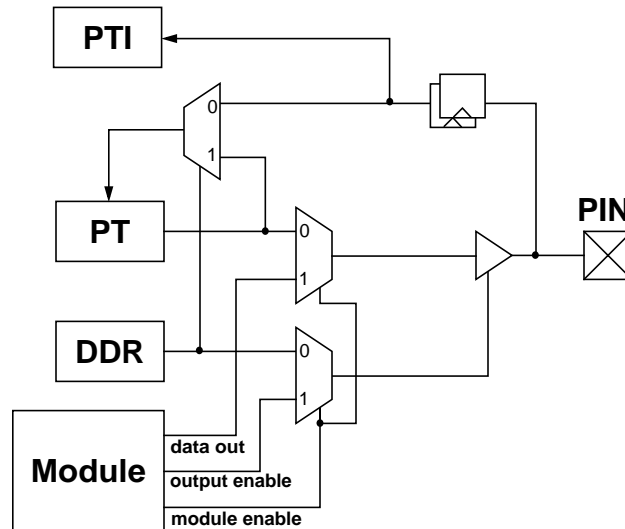 PTI
0
1
PT
0
PIN
1
DDR
0
1
Module
data out
output enable
module enable